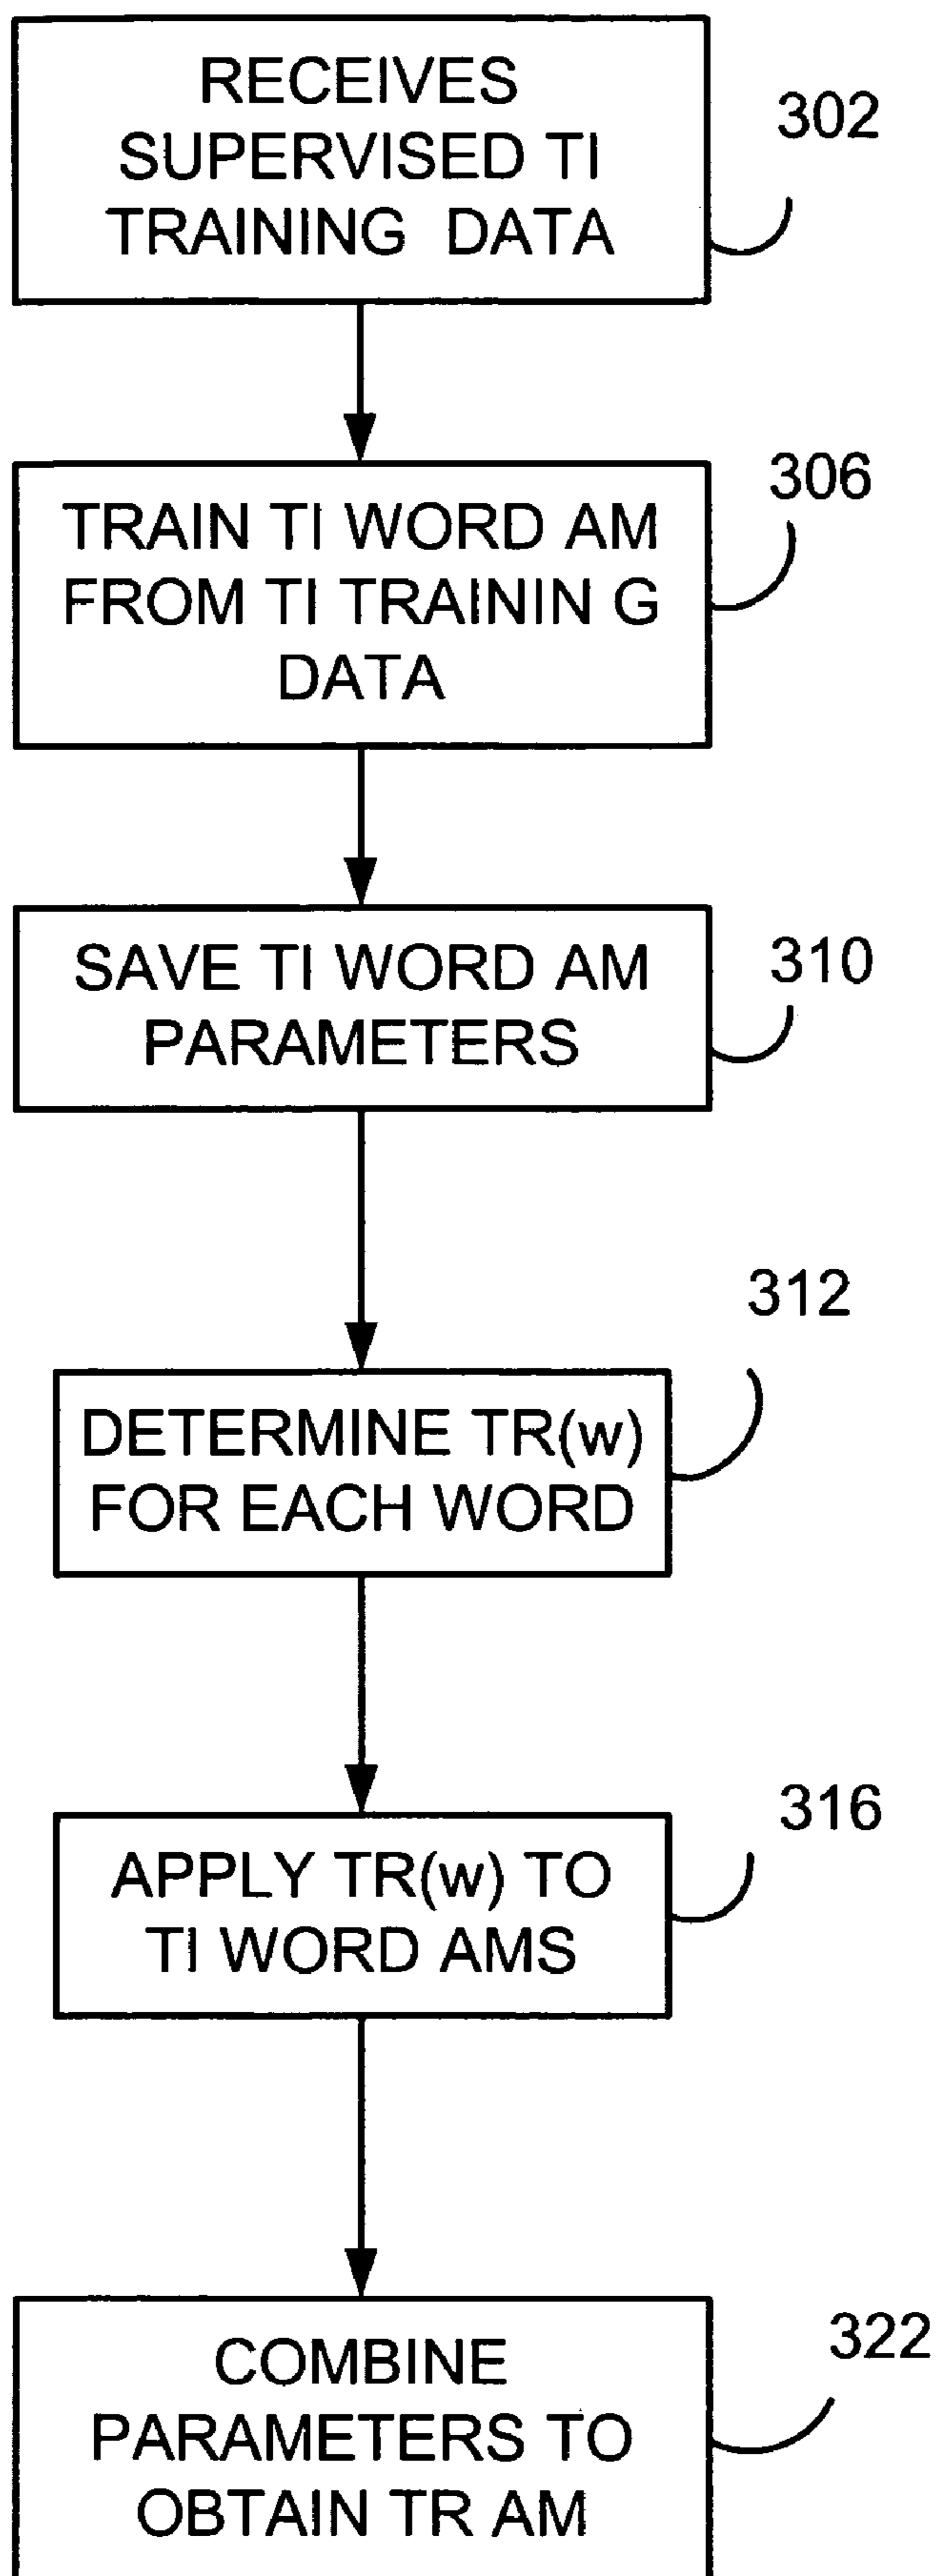 RECEIVES
SUPERVISED TI
TRAINING DATA
302
TRAIN TI WORD AM
FROM TI TRAININ G
DATA
306
SAVE TI WORD AM
PARAMETERS
310
DETERMINE TR(w)
FOR EACH WORD
312
APPLY TR(w) TO
TI WORD AMS
316
COMBINE
PARAMETERS TO
OBTAIN TR AM
322